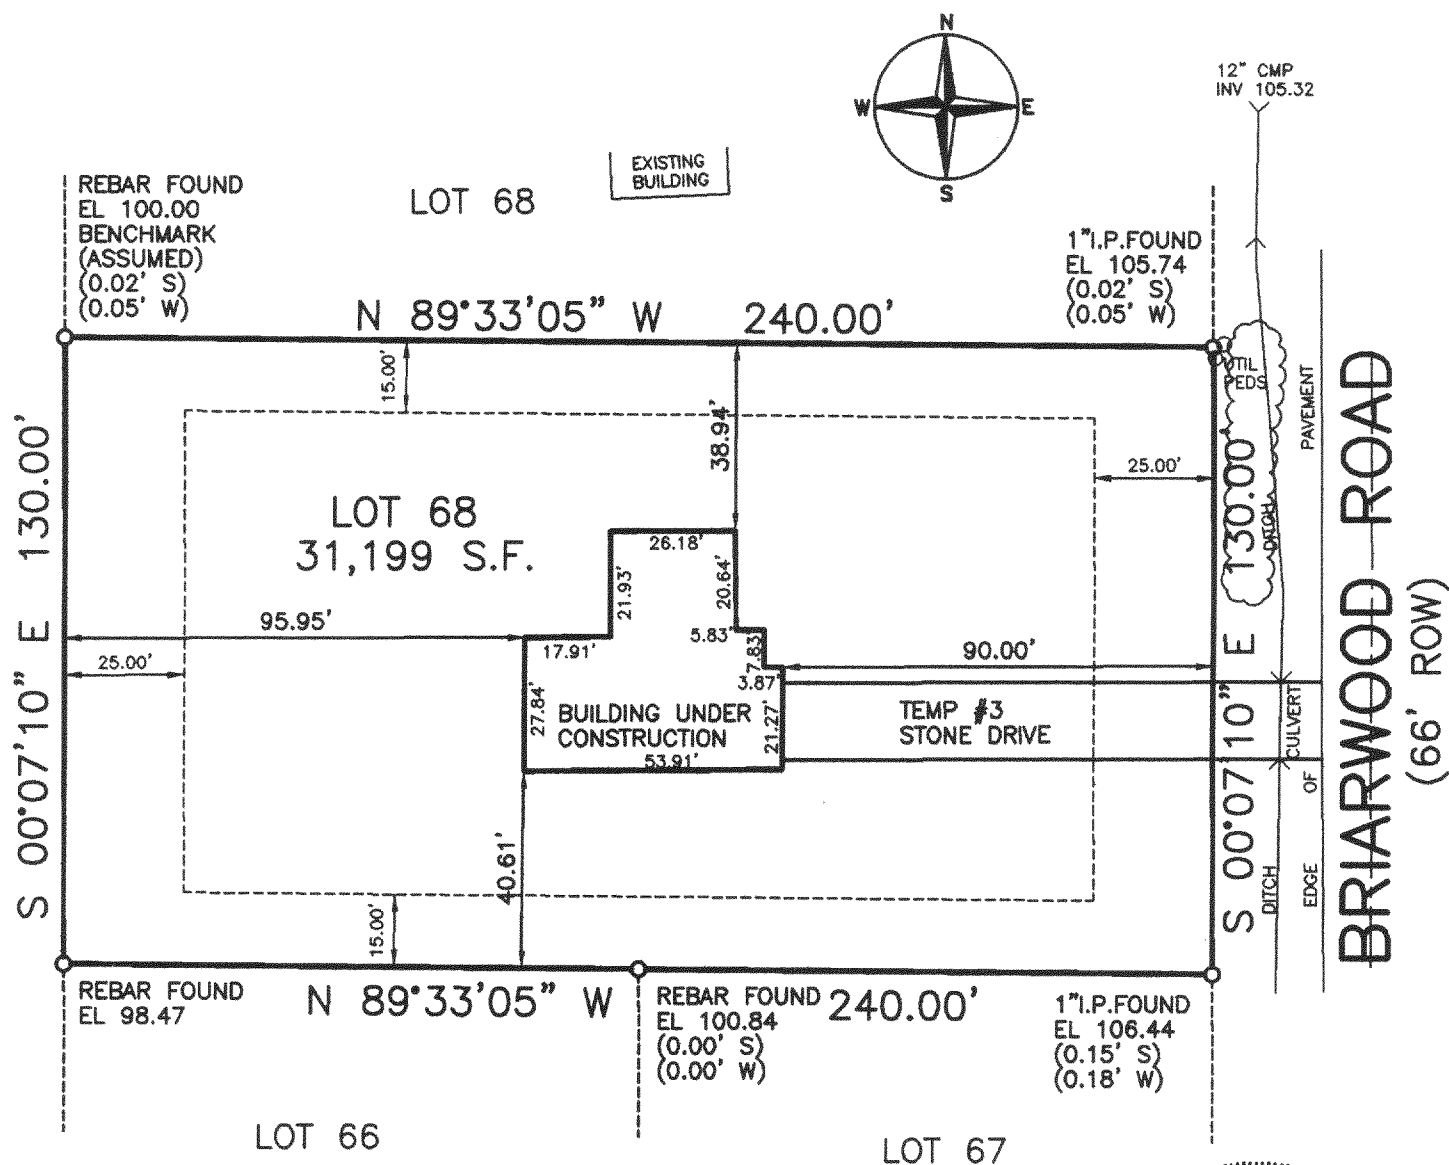 N
W
E
S
12" CMP
INV 105.32
EXISTING
BUILDING
LOT 68
REBAR FOUND
EL 100.00
BENCHMARK
(ASSUMED)
(0.02' S)
(0.05' W)
1"I.P.FOUND
EL 105.74
(0.02' S)
(0.05' W)
N 89°33'05" W 240.00'
15.00'
38.94'
UTIL
PEDS
PAVEMENT
25.00'
S 00°07'10" E 130.00'
LOT 68
31,199 S.F.
26.18'
21.93'
20.64'
95.95'
17.91'
5.83'
7.83'
90.00'
25.00'
3.87'
27.84'
BUILDING UNDER
CONSTRUCTION
21.27'
53.91'
TEMP #3
STONE DRIVE
S 00°07'10" E 130.00
DITCH
CULVERT
DITCH
EDGE OF
BRIARWOOD ROAD
(66' ROW)
40.61'
15.00'
REBAR FOUND
EL 98.47
N 89°33'05" W 240.00'
REBAR FOUND
EL 100.84
(0.00' S)
(0.00' W)
1"I.P.FOUND
EL 106.44
(0.15' S)
(0.18' W)
LOT 66
LOT 67